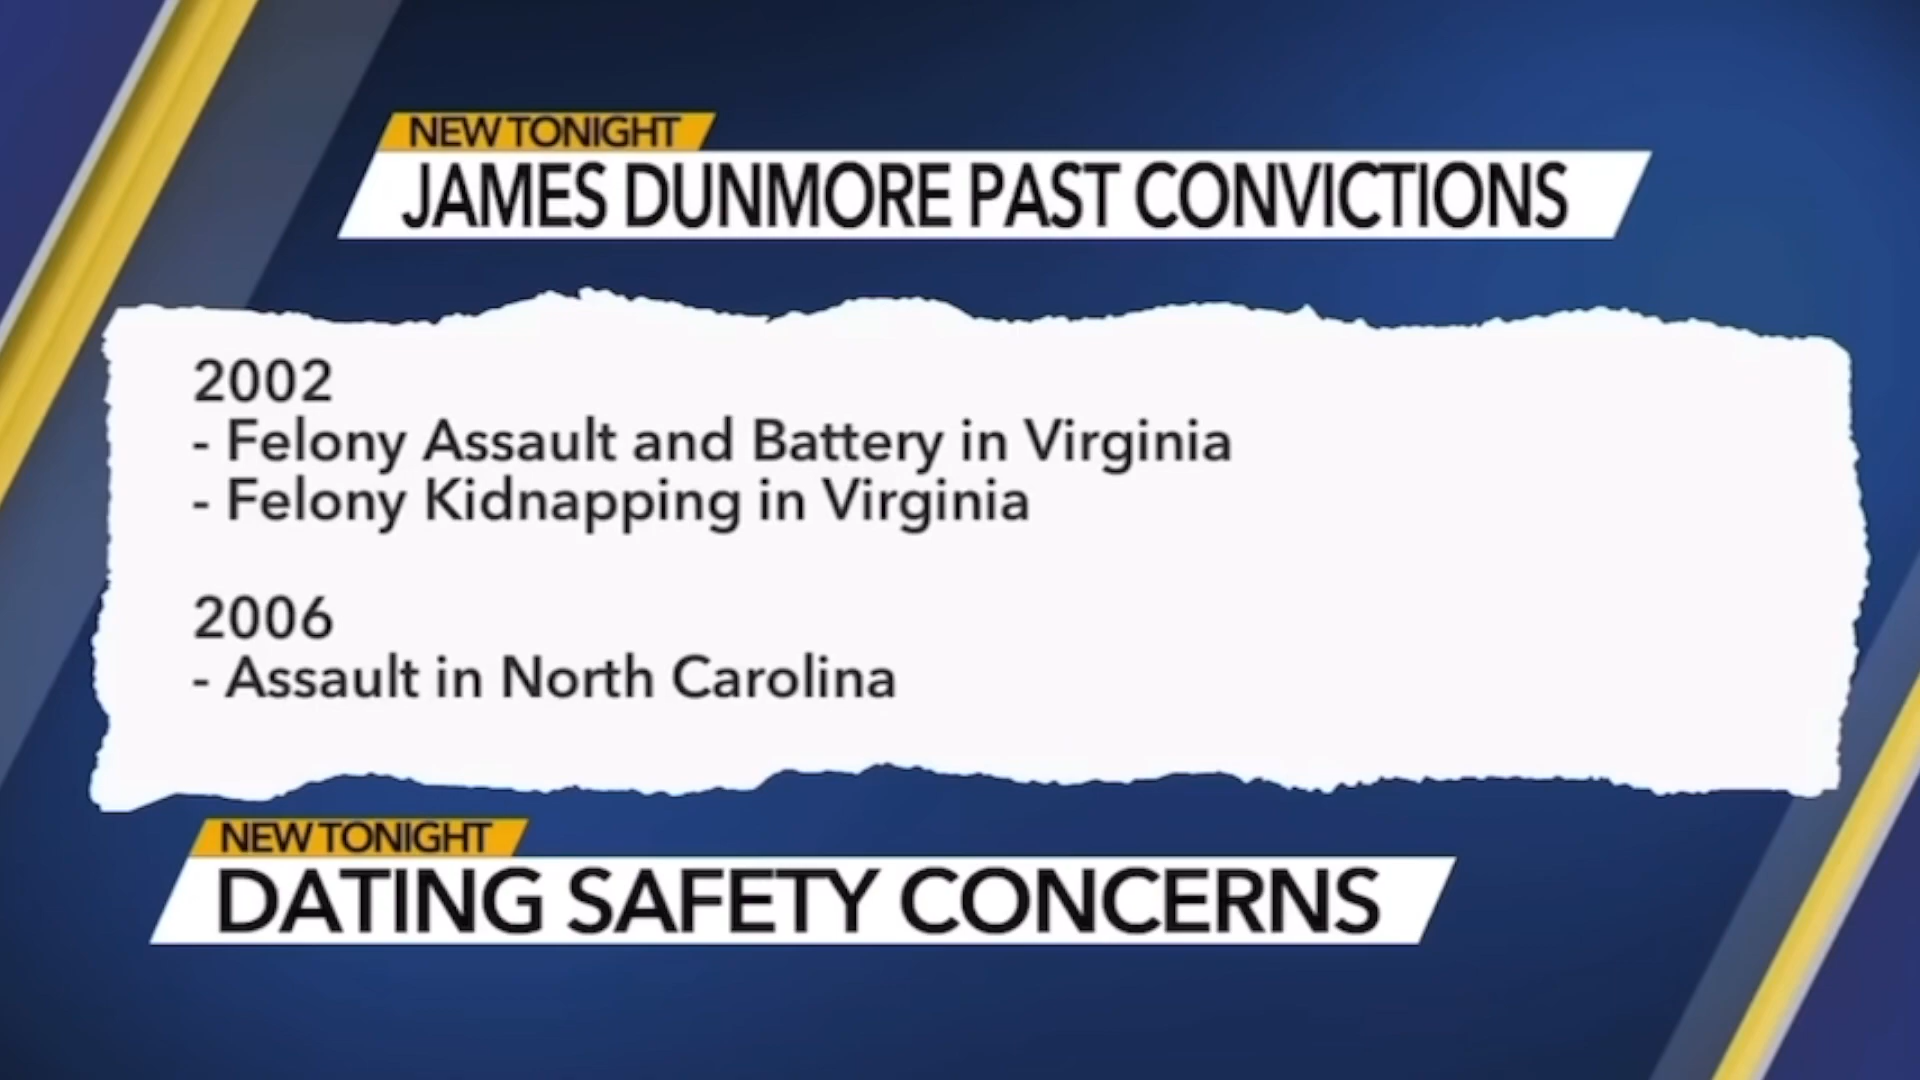 NEW TONIGHT
JAMES DUNMORE PAST CONVICTIONS
2002
- Felony Assault and Battery in Virginia
- Felony Kidnapping in Virginia
2006
- Assault in North Carolina
NEW TONIGHT
DATING SAFETY CONCERNS